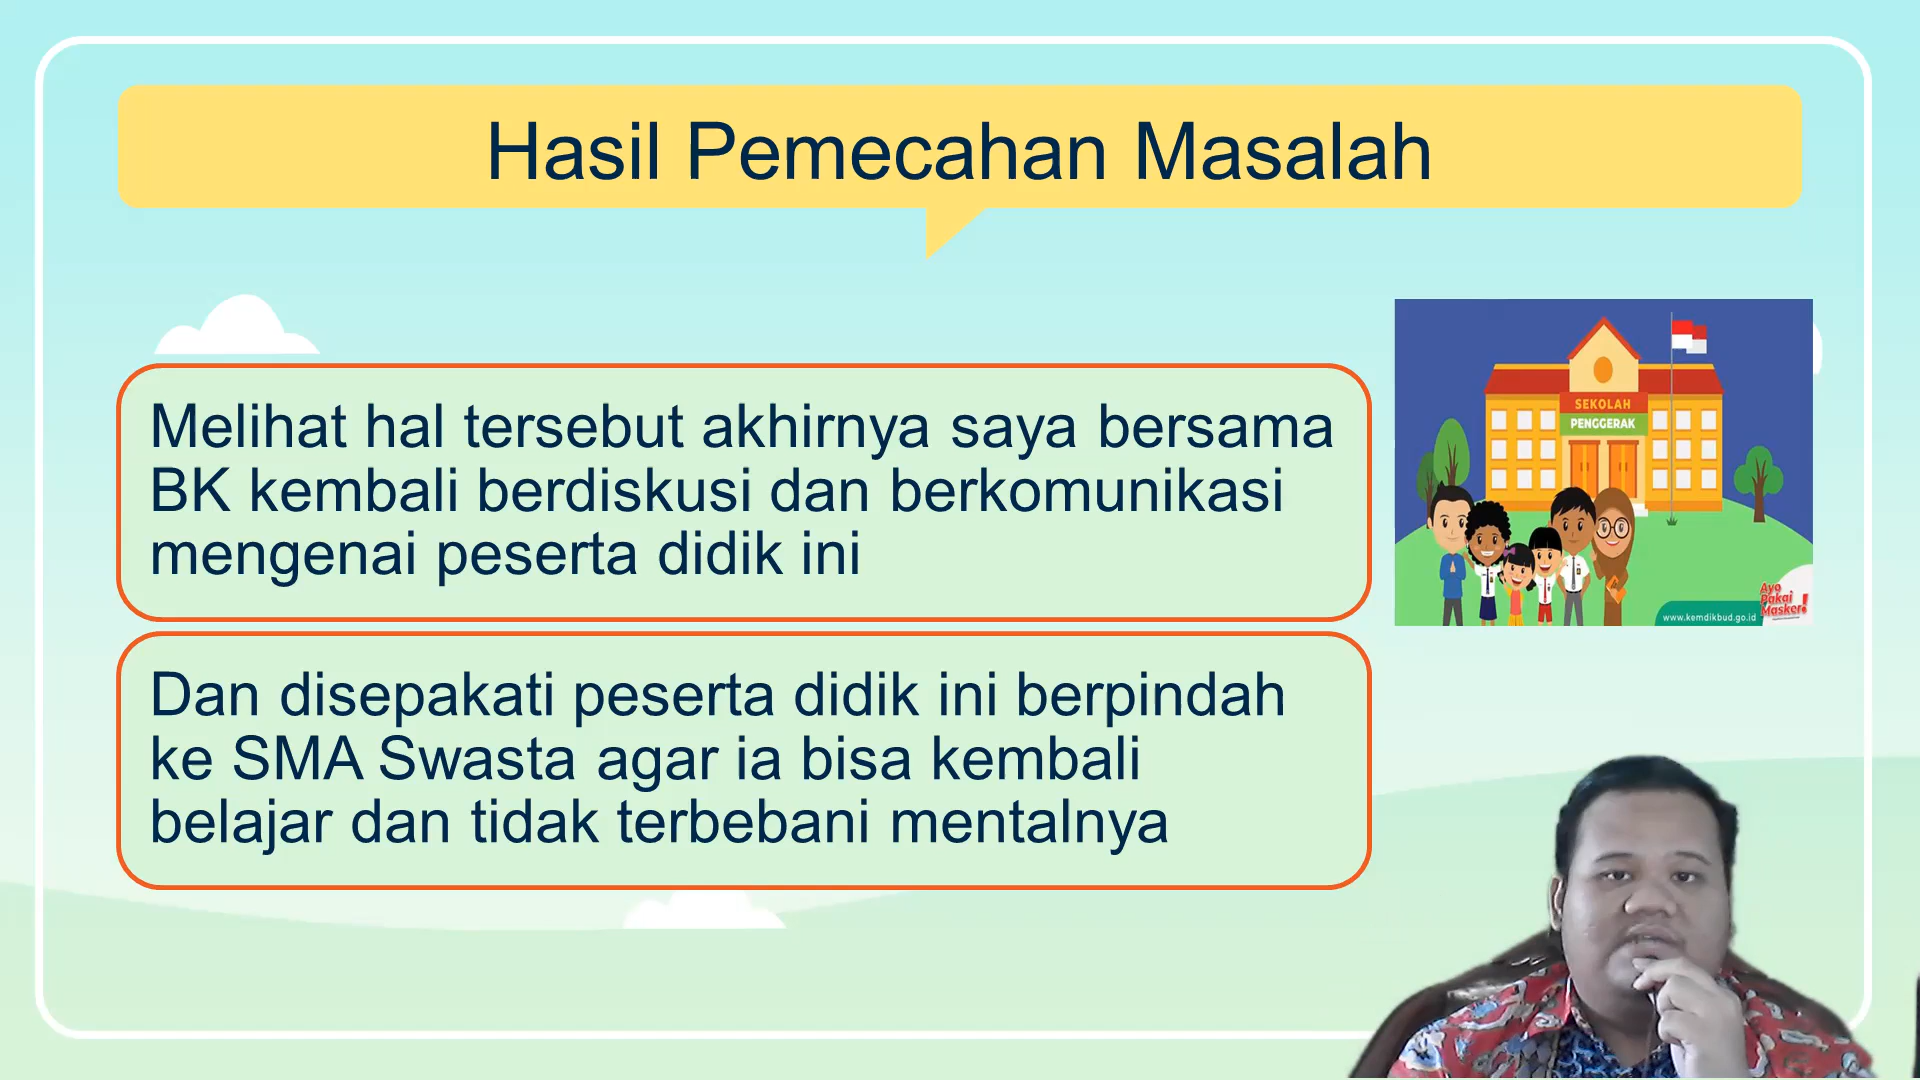 Hasil Pemecahan Masalah
Melihat hal tersebut akhirnya saya bersama
BK kembali berdiskusi dan berkomunikasi
mengenai peserta didik ini
Dan disepakati peserta didik ini berpindah
ke SMA Swasta agar ia bisa kembali
belajar dan tidak terbebani mentalnya
SEKOLAH
PENGGERAK
Ayo
Pakai
Masker!
www.kemdikbud.go.id